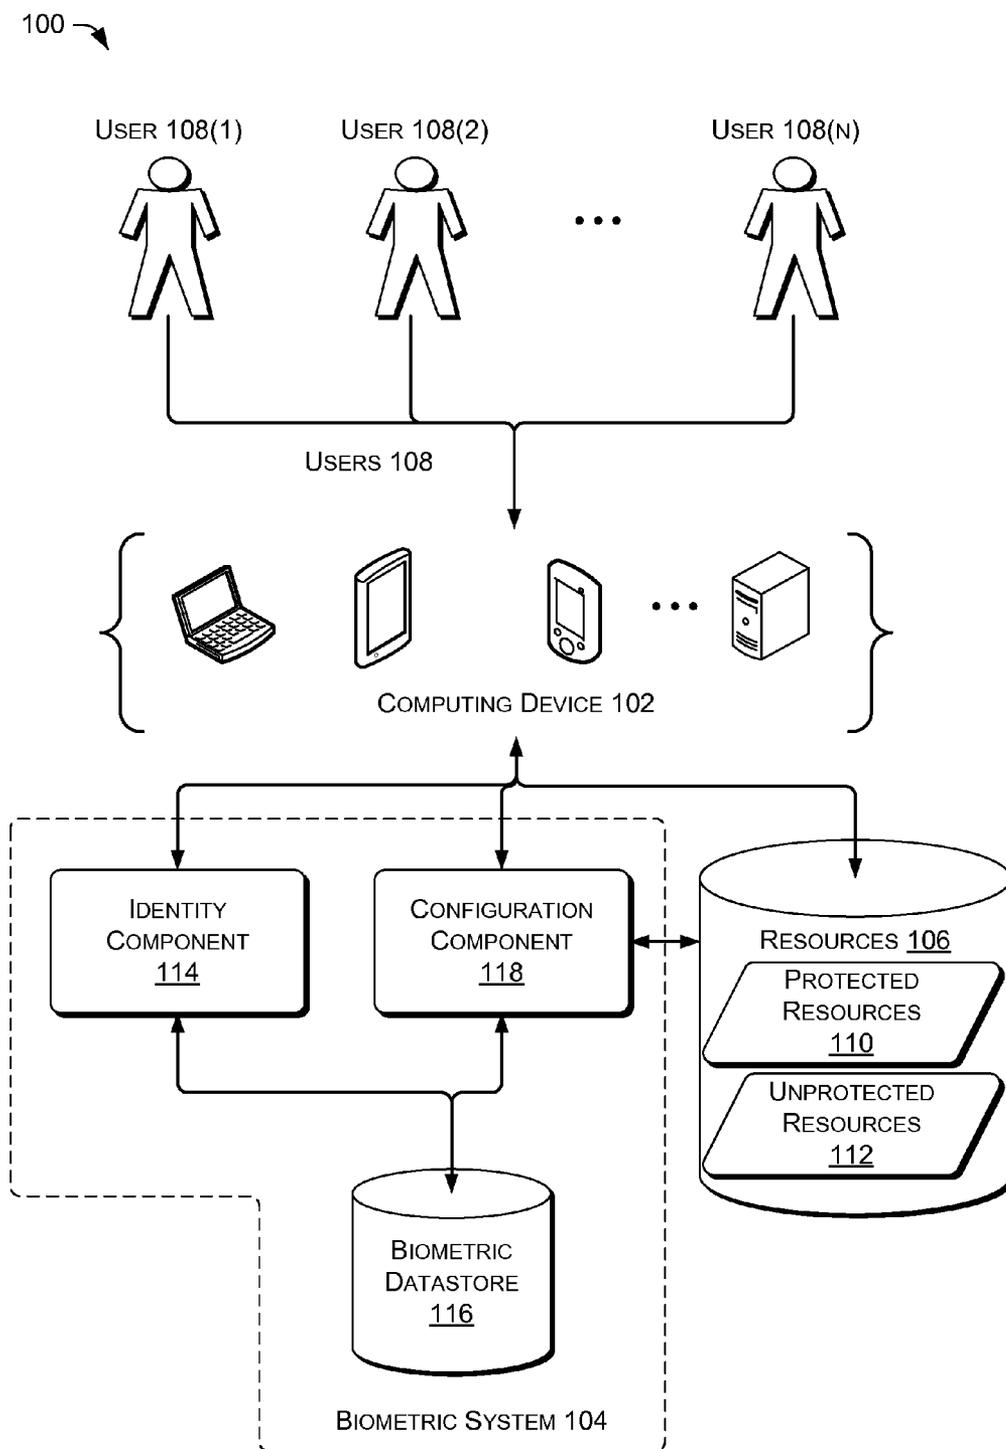 100
USER 108(1)
USER 108(2)
USER 108(N)
USERS 108
COMPUTING DEVICE 102
IDENTITY
COMPONENT
114
CONFIGURATION
COMPONENT
118
RESOURCES 106
PROTECTED
RESOURCES
110
UNPROTECTED
RESOURCES
112
BIOMETRIC
DATASTORE
116
BIOMETRIC SYSTEM 104